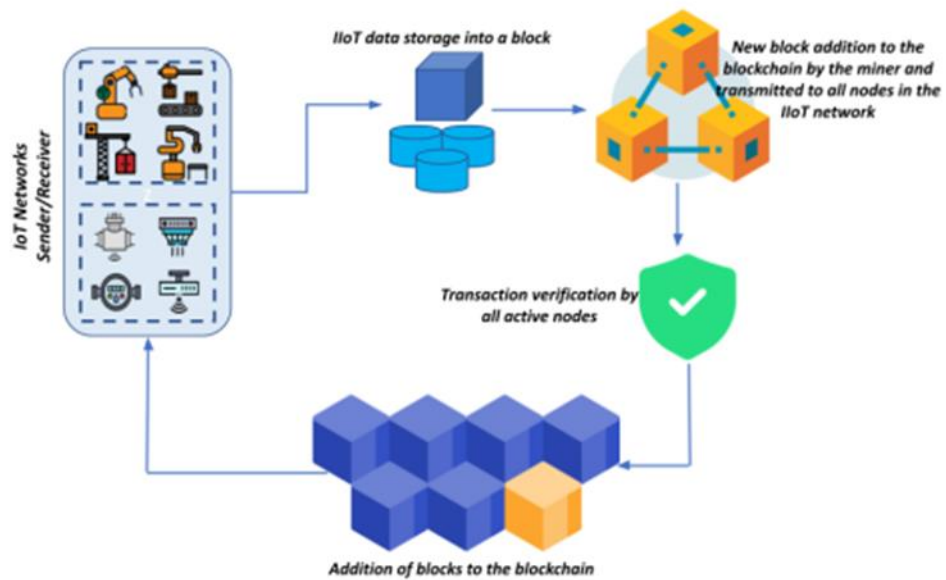 IIoT data storage into a block
New block addition to the
blockchain by the miner and
transmitted to all nodes in the
IIoT network
IoT Networks
Sender/Receiver
Transaction verification by
all active nodes
Addition of blocks to the blockchain